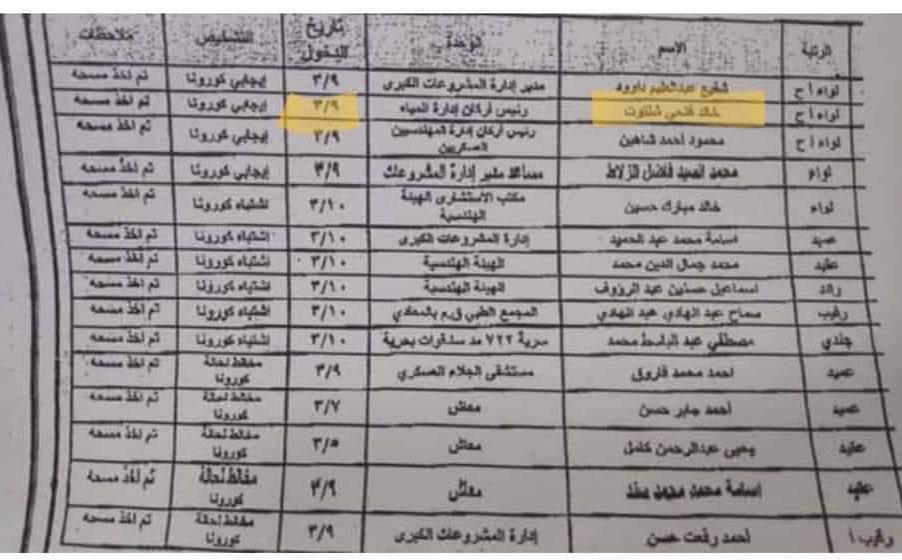 الرتبة الاسم الوحدة تاريخ الدخول التشخيص ملاحظات
لواء أ ح شفيع عبدالحليم داوود مدير إدارة المشروعات الكبرى ٣/٩ إيجابي كورونا تم اخذ مسحه
لواء أ ح خالد فتحي شلتوت رئيس أركان إدارة المياه ٣/٩ إيجابي كورونا تم اخذ مسحه
لواء أ ح محمود أحمد شاهين رئيس أركان إدارة المهندسين العسكريين ٣/٩ إيجابي كورونا تم اخذ مسحه
لواء محمد السيد الزلاط مساعد مدير إدارة المشروعات ٣/٩ إيجابي كورونا تم اخذ مسحه
لواء خالد مبارك حسين مكتب الاستشارى الهيئة الهندسية ٣/١٠ اشتباه كورونا تم اخذ مسحه
عميد اسامة محمد عبد الحميد إدارة المشروعات الكبرى ٣/١٠ اشتباه كورونا تم اخذ مسحه
عقيد محمد جمال الدين محمد الهيئة الهندسية ٣/١٠ اشتباه كورونا تم اخذ مسحه
رائد اسماعيل حسنين عبد الرؤوف الهيئة الهندسية ٣/١٠ اشتباه كورونا تم اخذ مسحه
رقيب سماح عبد الهادي عبد الهادي المجمع الطبي ق.م بالمعادي ٣/١٠ اشتباه كورونا تم اخذ مسحه
جندي مصطفي عبد الباسط محمد سرية ٧٢٢ مد بحرية ٣/١٠ اشتباه كورونا تم اخذ مسحه
عميد احمد محمد فاروق مستشفى الجلاء العسكري ٣/٩ مخالط لحالة كورونا تم اخذ مسحه
عميد أحمد جابر حسن معاش ٣/٧ مخالط لحالة كورونا تم اخذ مسحه
عقيد يحيى عبدالرحمن كامل معاش ٣/٥ مخالط لحالة كورونا تم اخذ مسحه
عقيد اسامة محمد محمد معاش ٣/٩ مخالط لحالة كورونا تم اخذ مسحه
رقيب أ أحمد رفعت حسن إدارة المشروعات الكبرى ٣/٩ مخالط لحالة كورونا تم اخذ مسحه